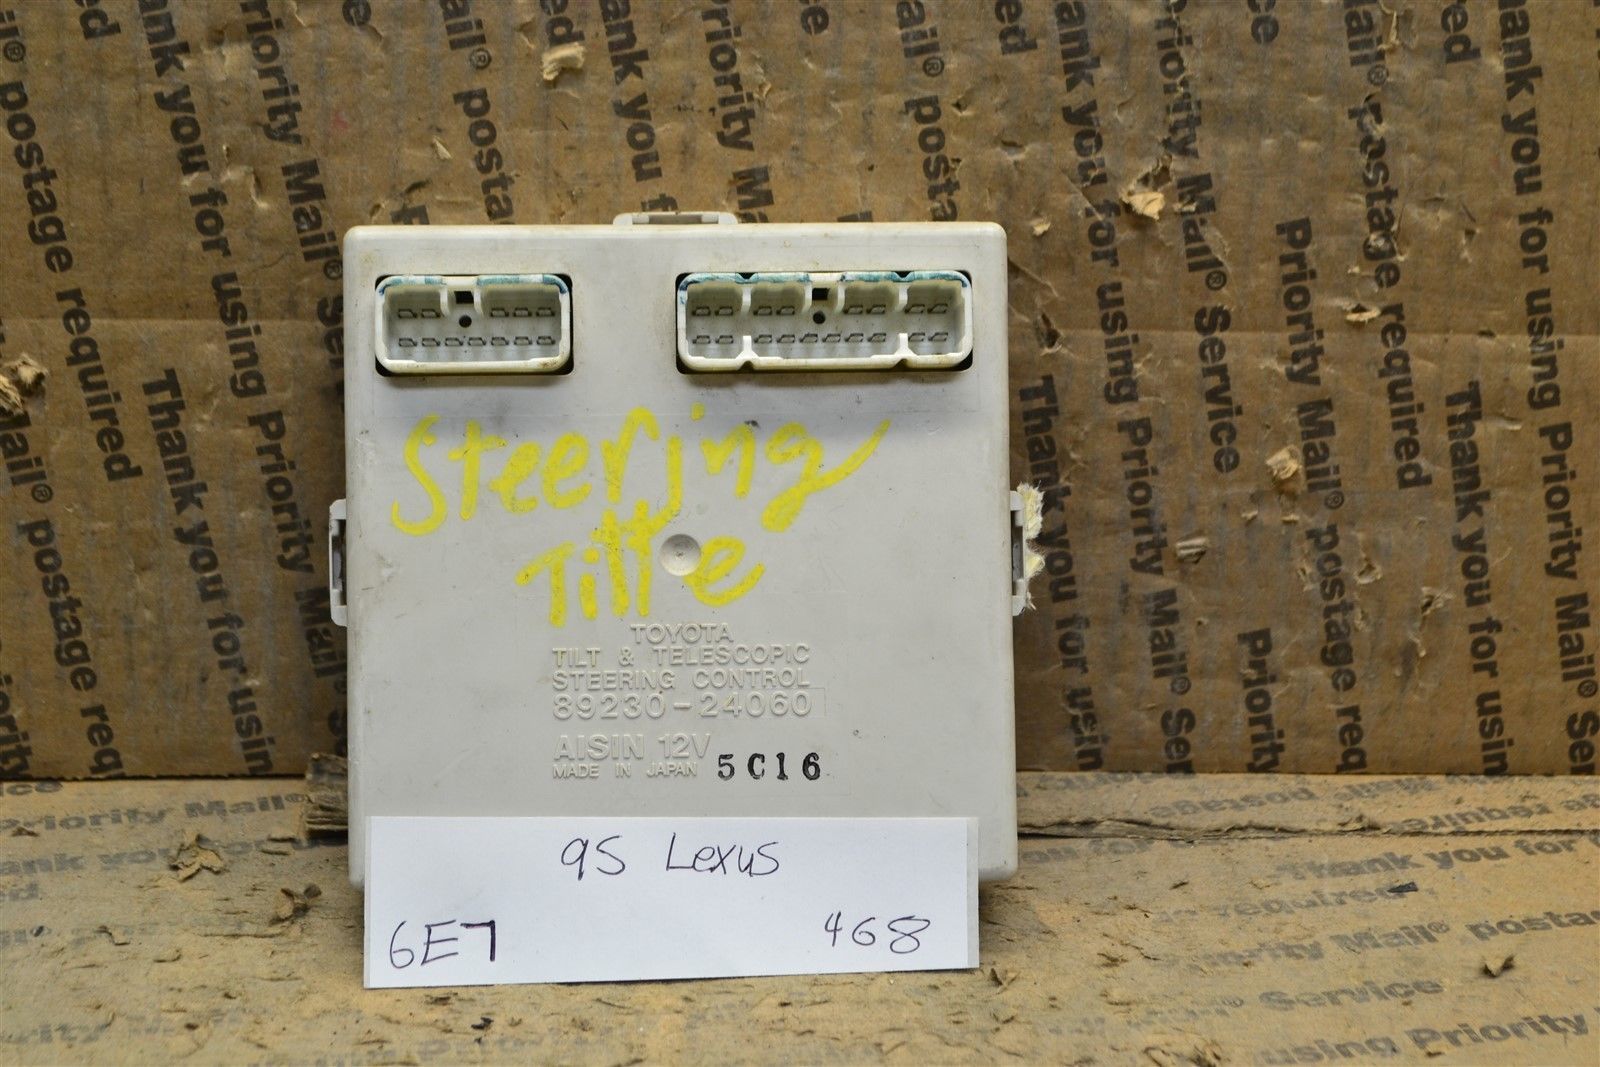 Steering
Tiltte
TOYOTA
TILT & TELESCOPIC
STEERING CONTROL
89230-24060
AISIN 12V
MADE IN JAPAN 5C16
95 Lexus
6E7 468
Thank you for using Priority Mail® Service
Priority Mail® postage required